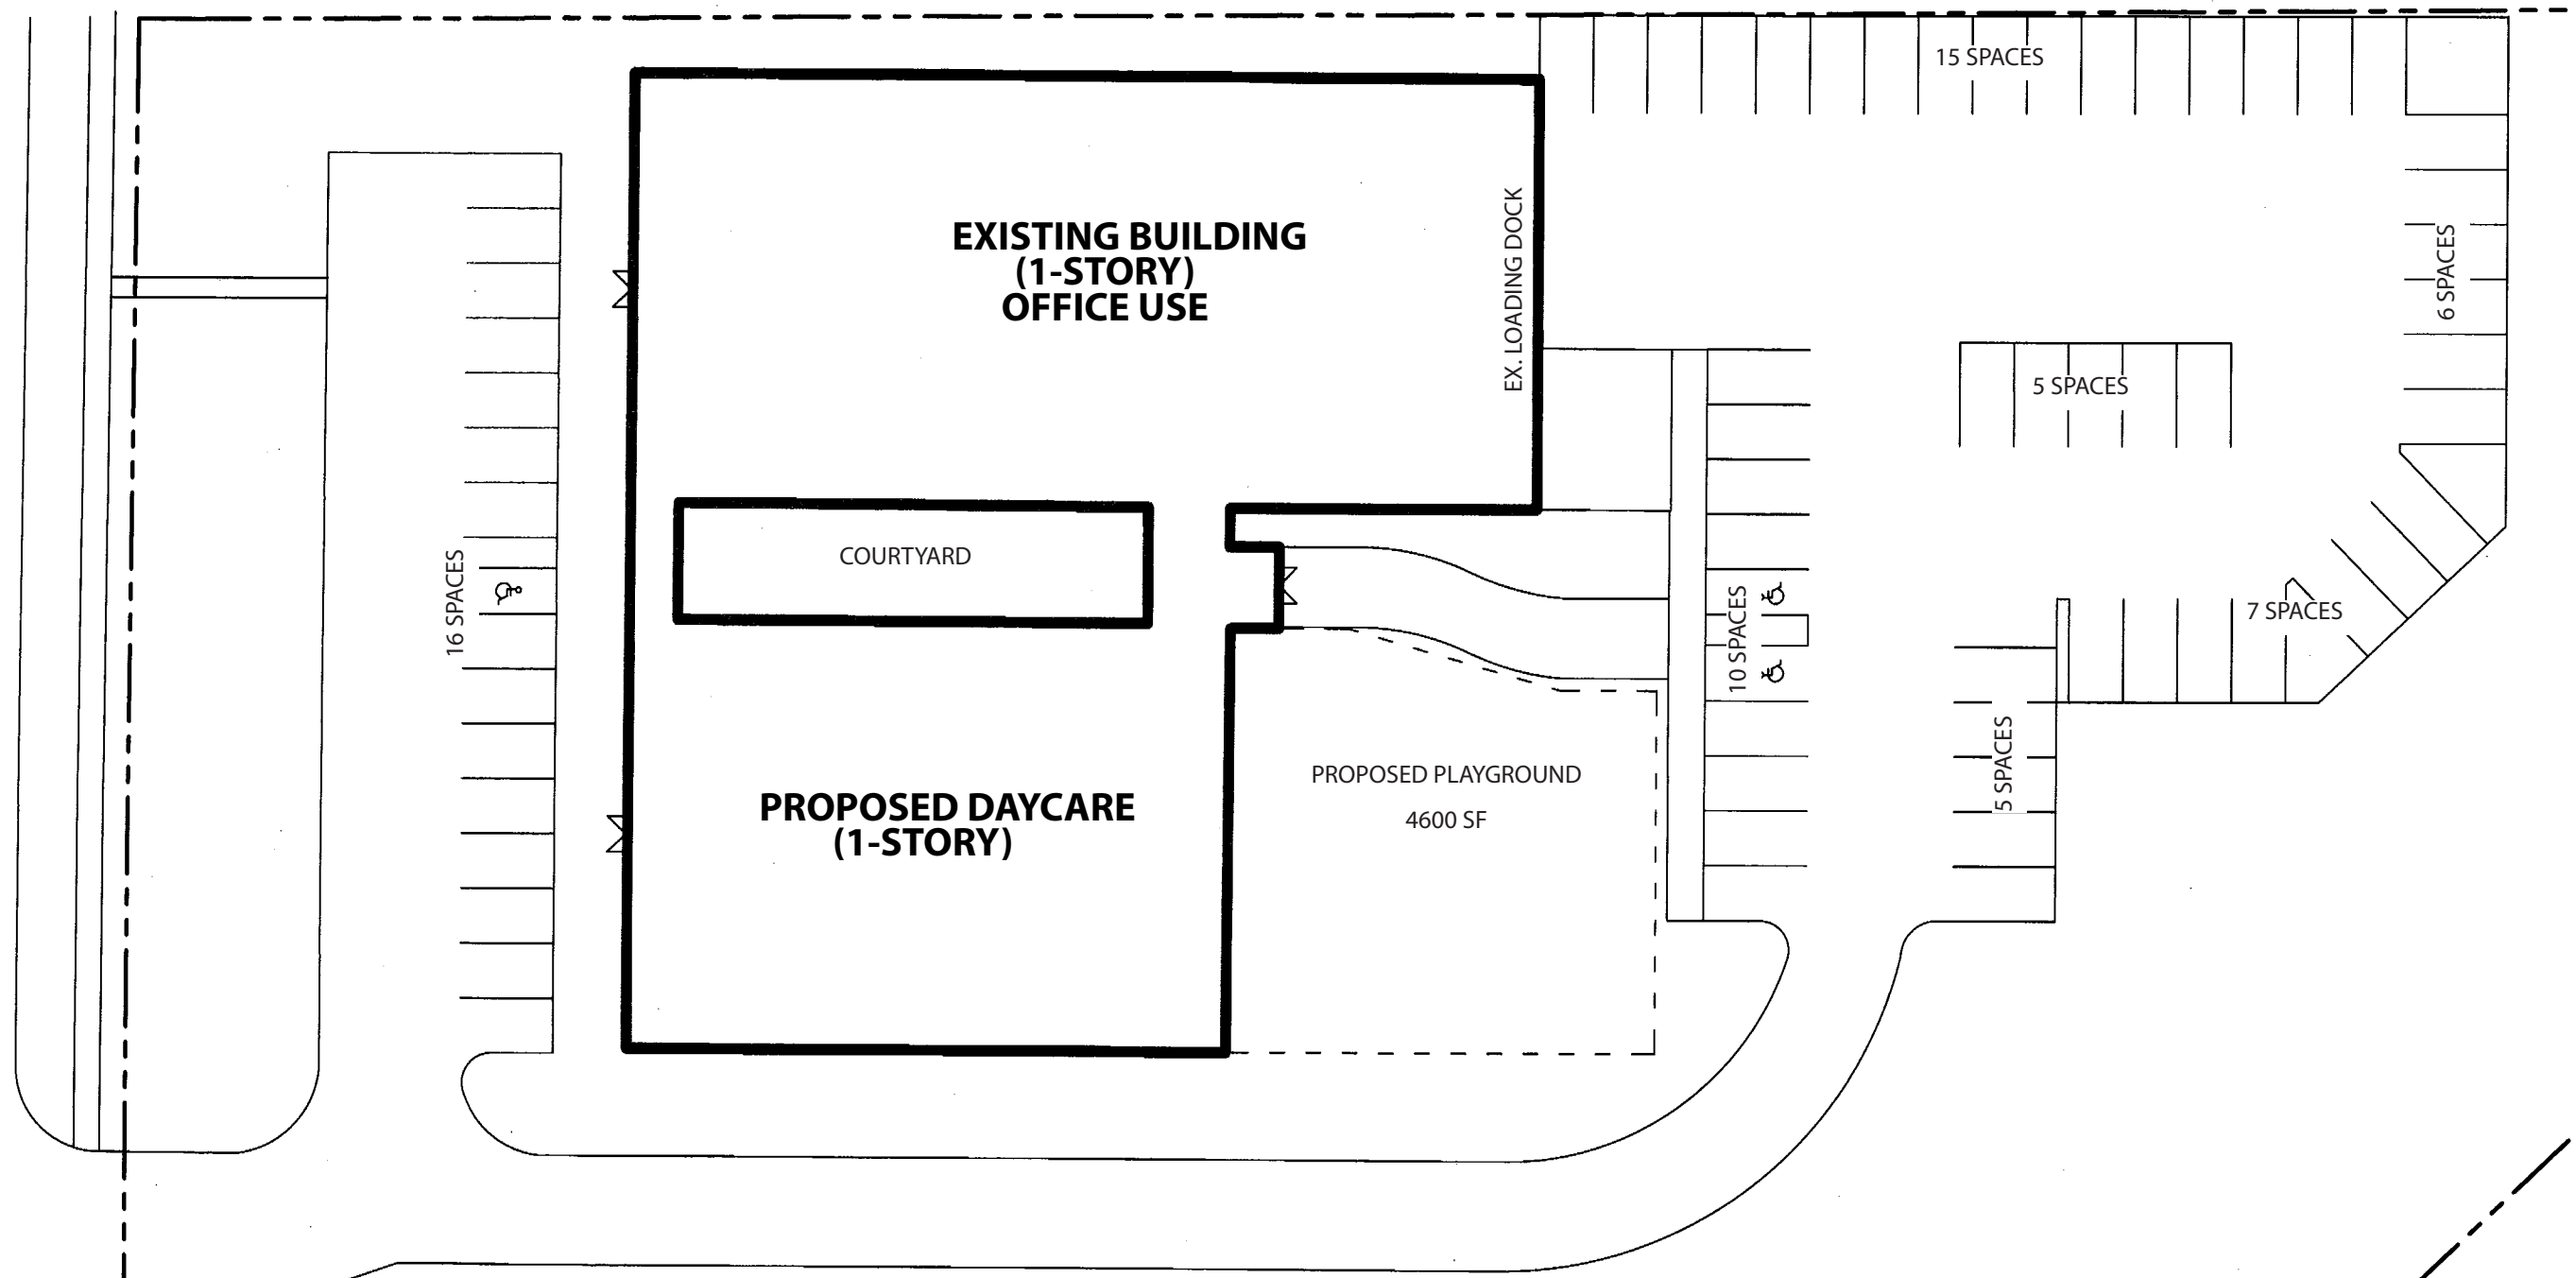 15 SPACES
EXISTING BUILDING
(1-STORY)
OFFICE USE
EX. LOADING DOCK
6 SPACES
5 SPACES
COURTYARD
16 SPACES
10 SPACES
7 SPACES
5 SPACES
PROPOSED PLAYGROUND
4600 SF
PROPOSED DAYCARE
(1-STORY)